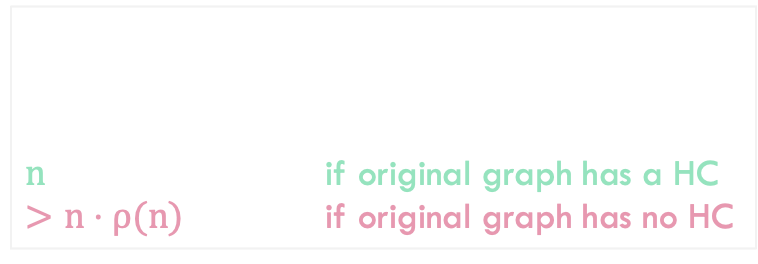 n if original graph has a HC
> n · ρ(n) if original graph has no HC